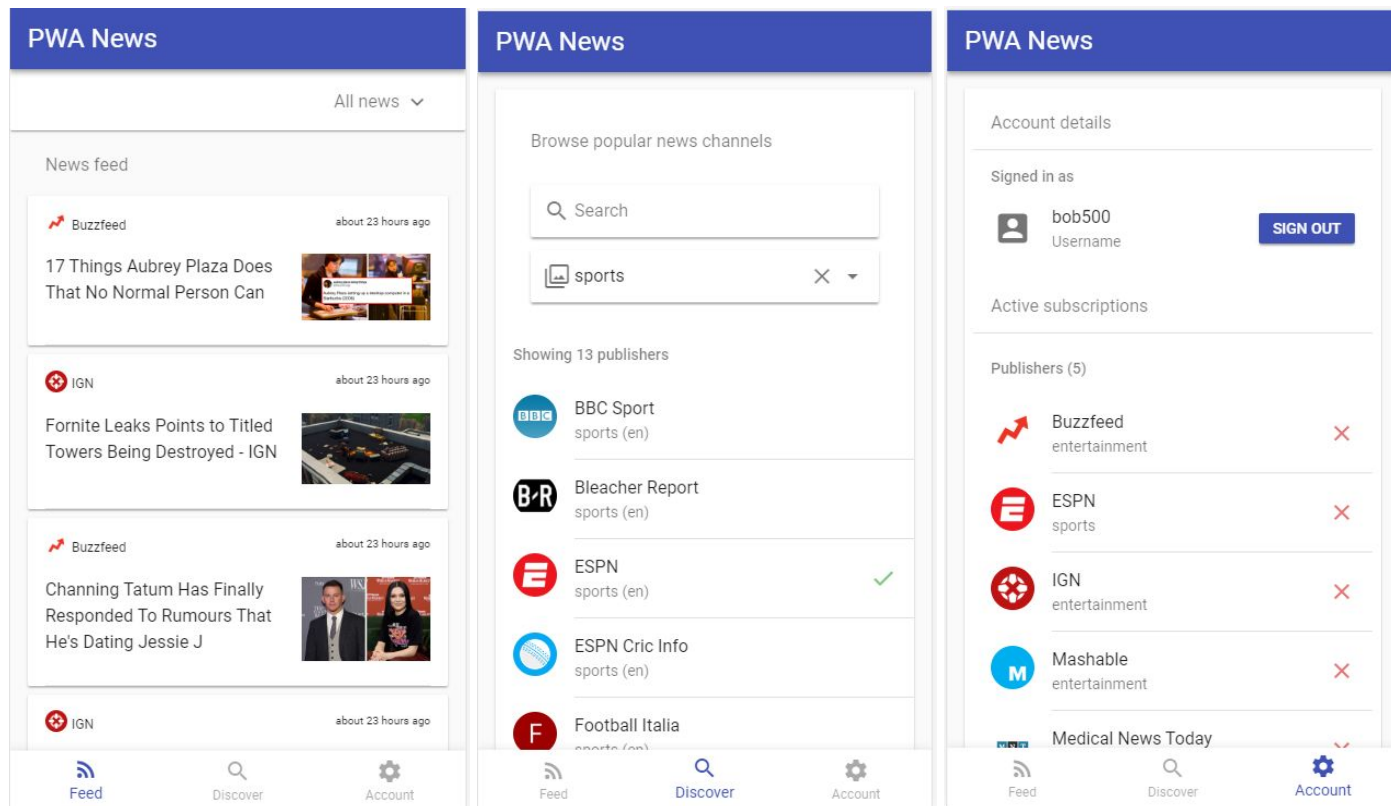 PWA News
All news
News feed
Buzzfeed
about 23 hours ago
17 Things Aubrey Plaza Does
That No Normal Person Can
IGN
about 23 hours ago
Fornite Leaks Points to Titled
Towers Being Destroyed - IGN
Buzzfeed
about 23 hours ago
Channing Tatum Has Finally
Responded To Rumours That
He's Dating Jessie J
IGN
about 23 hours ago
Feed
Discover
Account
PWA News
Browse popular news channels
Search
sports
Showing 13 publishers
BBC
BBC Sport
sports (en)
B-R
Bleacher Report
sports (en)
E
ESPN
sports (en)
ESPN Cric Info
sports (en)
F
Football Italia
sports (en)
Feed
Discover
Account
PWA News
Account details
Signed in as
bob500
Username
SIGN OUT
Active subscriptions
Publishers (5)
Buzzfeed
entertainment
E
ESPN
sports
IGN
entertainment
M
Mashable
entertainment
Medical News Today
Feed
Discover
Account